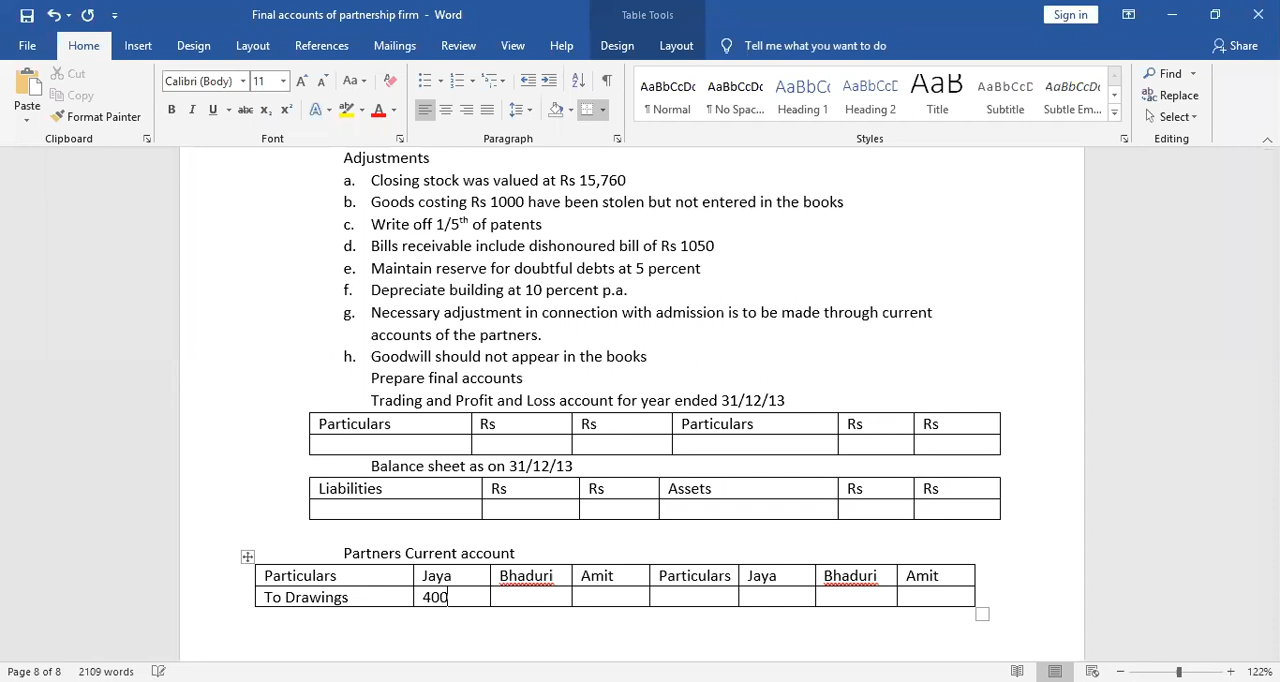 Final accounts of partnership firm - Word
Table Tools
Sign in
File Home Insert Design Layout References Mailings Review View Help Design Layout Tell me what you want to do Share
Paste
Cut
Copy
Format Painter
Clipboard
Calibri (Body) 11
Aa
B I U abc x₂ x² A aby A
Font
Paragraph
AaBbCcDc AaBbCcDc AaBbCc AaBbCcD AaB AaBbCcD AaBbCcDc
¶ Normal ¶ No Spac... Heading 1 Heading 2 Title Subtitle Subtle Em...
Styles
Find
Replace
Select
Editing
Adjustments
a. Closing stock was valued at Rs 15,760
b. Goods costing Rs 1000 have been stolen but not entered in the books
c. Write off 1/5th of patents
d. Bills receivable include dishonoured bill of Rs 1050
e. Maintain reserve for doubtful debts at 5 percent
f. Depreciate building at 10 percent p.a.
g. Necessary adjustment in connection with admission is to be made through current
accounts of the partners.
h. Goodwill should not appear in the books
Prepare final accounts
Trading and Profit and Loss account for year ended 31/12/13
Particulars Rs Rs Particulars Rs Rs
Balance sheet as on 31/12/13
Liabilities Rs Rs Assets Rs Rs
Partners Current account
Particulars Jaya Bhaduri Amit Particulars Jaya Bhaduri Amit
To Drawings 400
Page 8 of 8 2109 words 122%